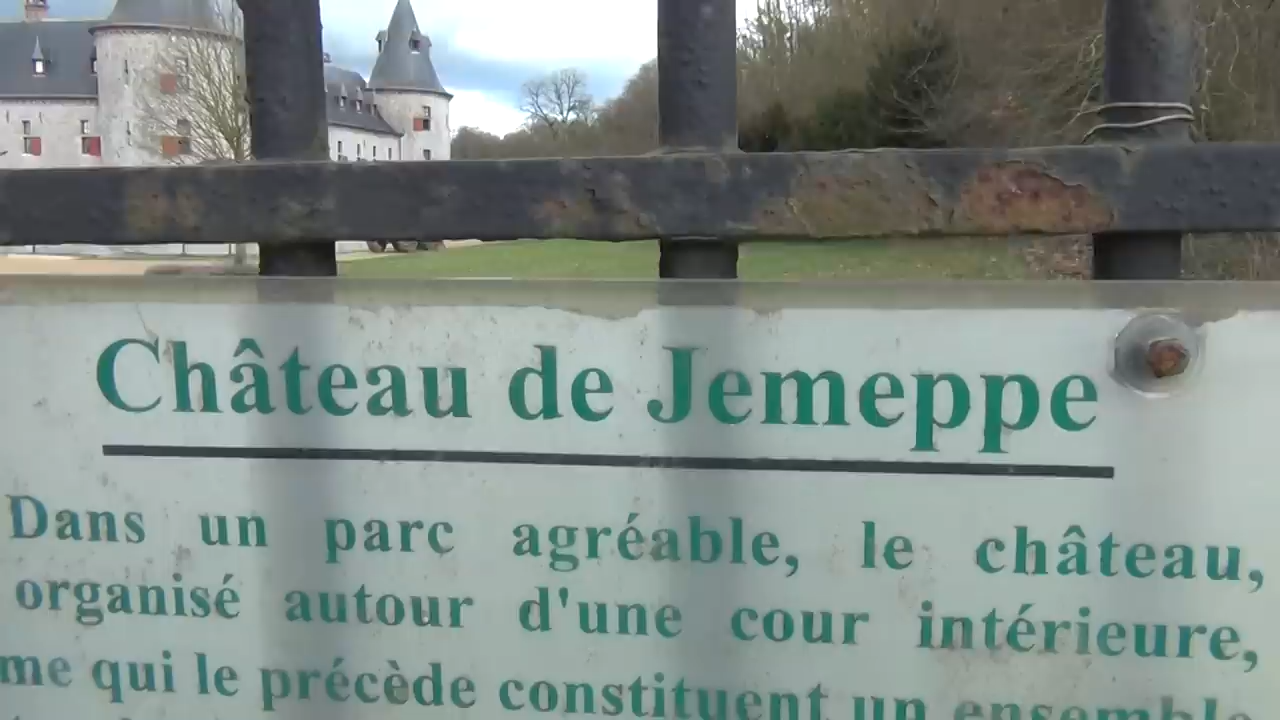 Château de Jemeppe
Dans un parc agréable, le château,
organisé autour d'une cour intérieure,
me qui le précède constituent un ensemble